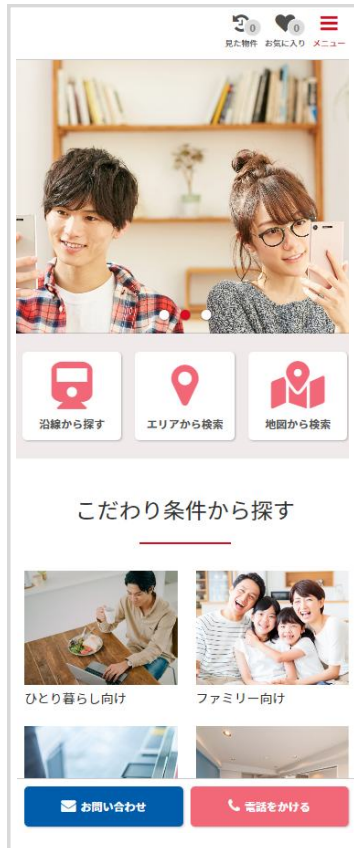 0
0
見た物件 お気に入り メニュー
沿線から探す
エリアから検索
地図から検索
こだわり条件から探す
ひとり暮らし向け
ファミリー向け
お問い合わせ
電話をかける